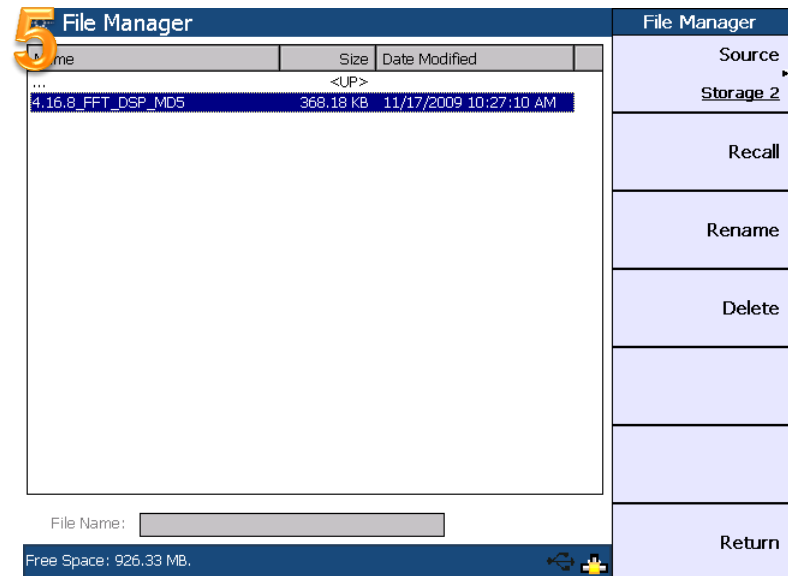 5 File Manager
me Size Date Modified
... <UP>
4.16.8_FFT_DSP_MD5 368.18 KB 11/17/2009 10:27:10 AM
File Name:
Free Space: 926.33 MB.
File Manager
Source
Storage 2
Recall
Rename
Delete
Return